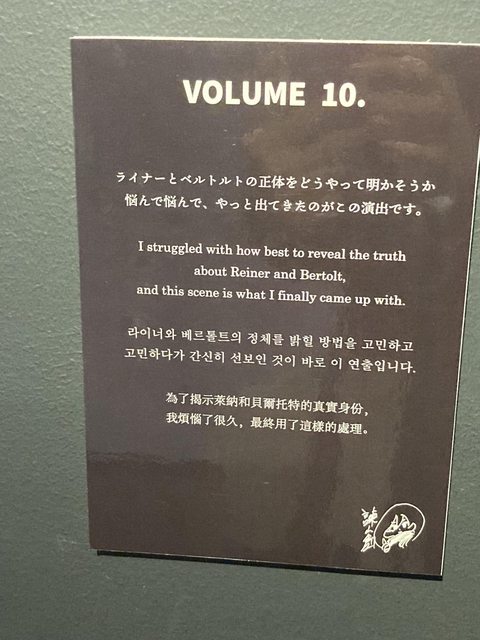 VOLUME 10.
ライナーとベルトルトの正体をどうやって明かそうか
悩んで悩んで、やっと出てきたのがこの演出です。
I struggled with how best to reveal the truth
about Reiner and Bertolt,
and this scene is what I finally came up with.
라이너와 베르톨트의 정체를 밝힐 방법을 고민하고
고민하다가 간신히 선보인 것이 바로 이 연출입니다.
為了揭示萊納和貝爾托特的真實身份,
我煩惱了很久，最終用了這樣的處理。
諫創